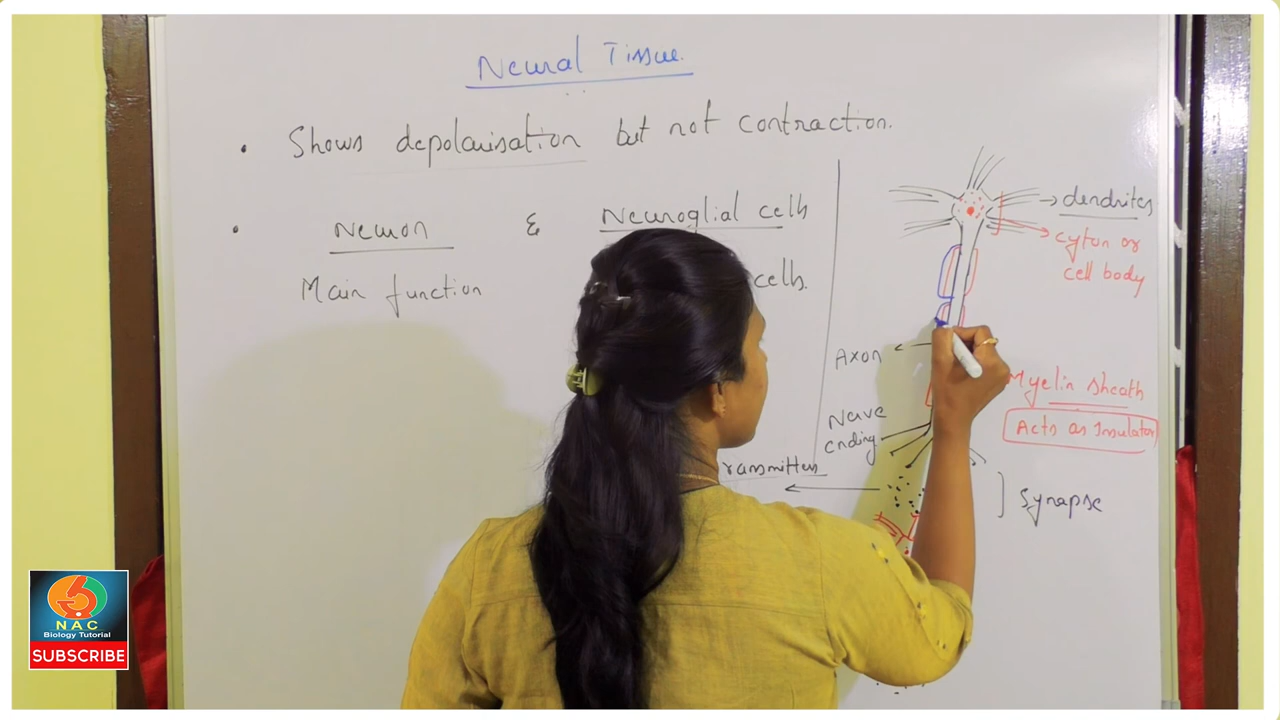 Neural Tissue.
• Shows depolarisation but not contraction.
• Neuron & Neuroglial cells
Main function cells.
→ dendrites
cyton or
cell body
Axon
Myelin Sheath
Acts as Insulator
Nerve
ending
ransmitters
Synapse
NAC
Biology Tutorial
SUBSCRIBE